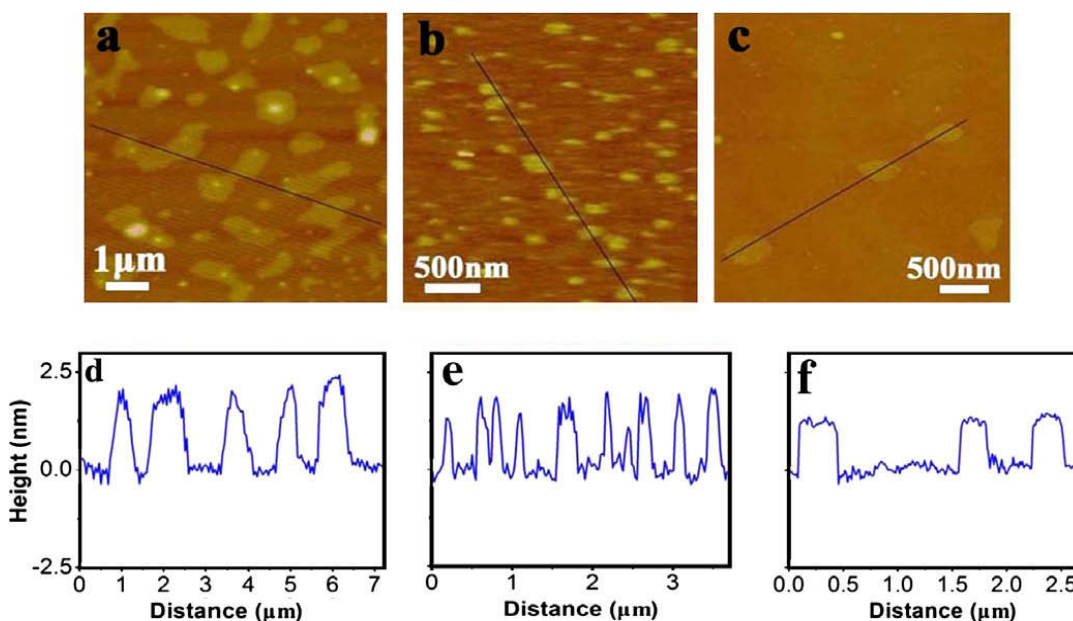 a
b
c
1µm
500nm
500nm
d
e
f
2.5
0.0
-2.5
Height (nm)
0 1 2 3 4 5 6 7
0 1 2 3
0.0 0.5 1.0 1.5 2.0 2.5
Distance (µm)
Distance (µm)
Distance (µm)